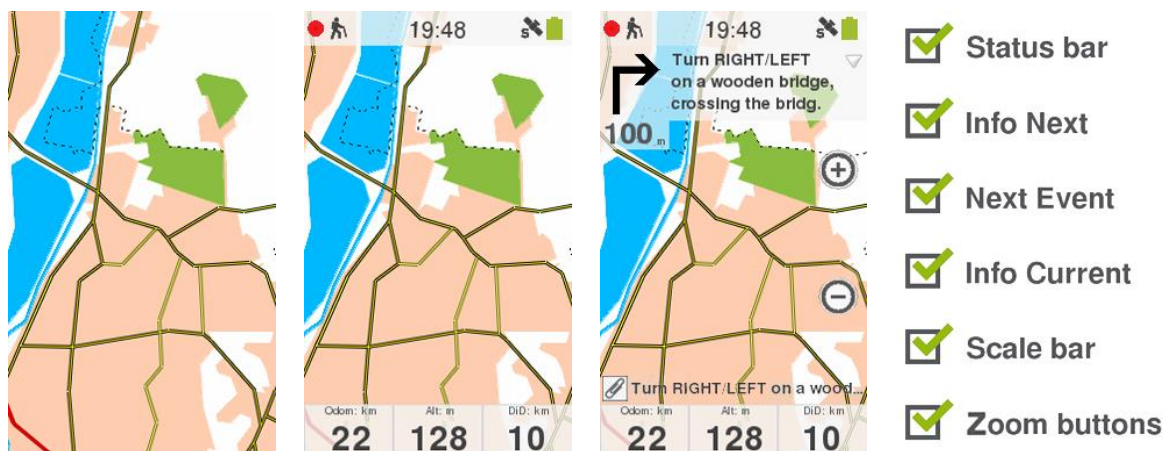 19:48
S
Odom: km
Alt: m
DiD: km
22
128
10
19:48
S
Turn RIGHT/LEFT
on a wooden bridge,
crossing the bridg.
100 m
Turn RIGHT/LEFT on a wood...
Odom: km
Alt: m
DiD: km
22
128
10
Status bar
Info Next
Next Event
Info Current
Scale bar
Zoom buttons